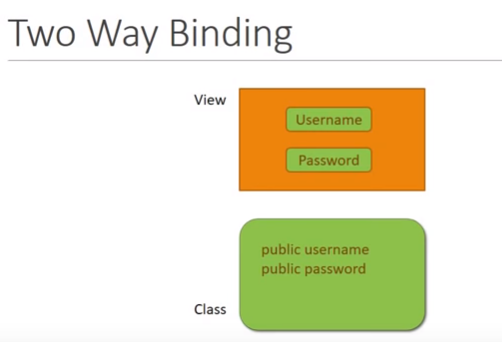 Two Way Binding
View
Username
Password
public username
public password
Class